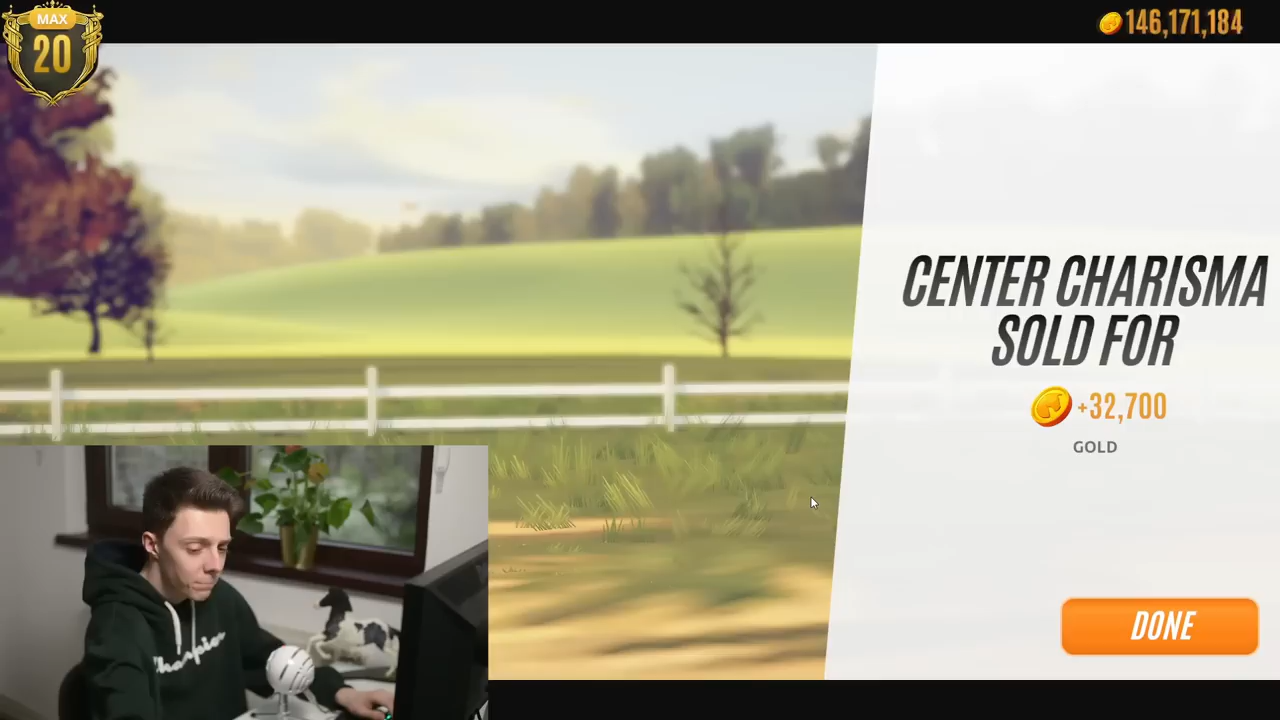 MAX
20
146,171,184
CENTER CHARISMA
SOLD FOR
+32,700
GOLD
DONE
Champion